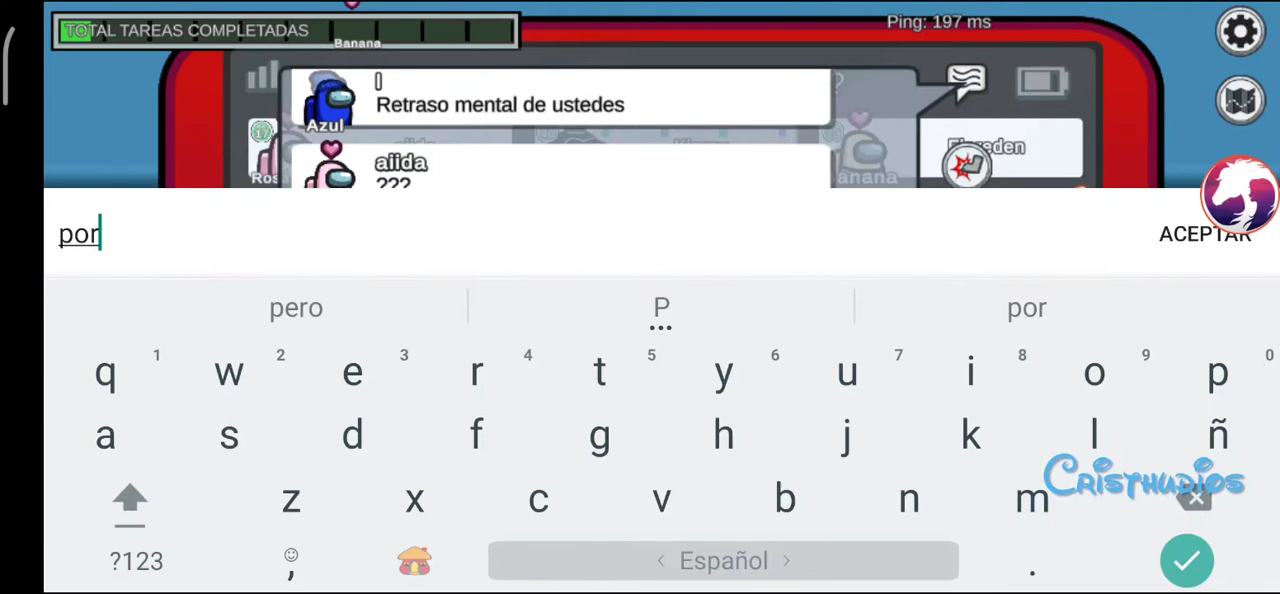 TOTAL TAREAS COMPLETADAS
Ping: 197 ms
Banana
l
Retraso mental de ustedes
Azul
aiida
???
?
17
Ros
anana
por
ACEPTAR
pero P por
1 2 3 4 5 6 7 8 9 0
q w e r t y u i o p
a s d f g h j k l ñ
z x c v b n m
CRISTHUDIOS
?123 , ‹ Español › .